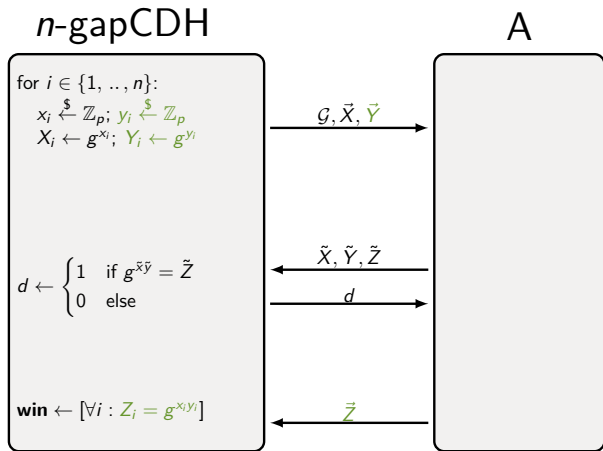 n-gapCDH
A
for i ∈ {1, .., n}:
x_i ←$ ℤ_p; y_i ←$ ℤ_p
X_i ← g^{x_i}; Y_i ← g^{y_i}
𝒢, X⃗, Y⃗
X̃, Ỹ, Z̃
d ← { 1 if g^{x̃ỹ} = Z̃
0 else
d
win ← [∀i : Z_i = g^{x_i y_i}]
Z⃗